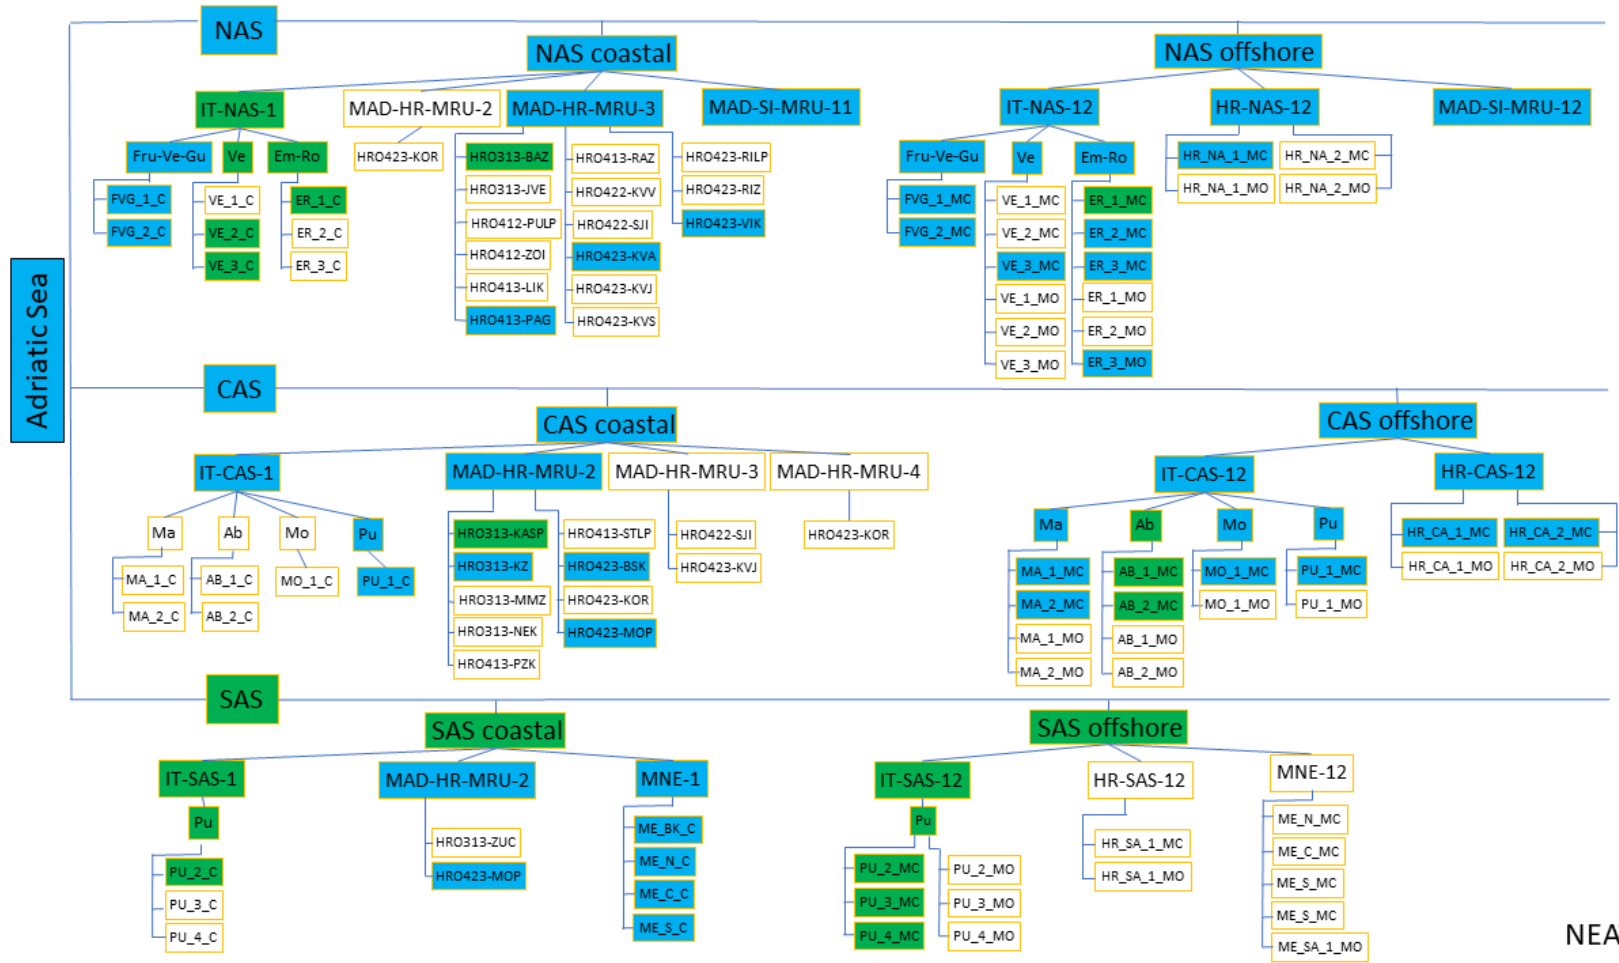 Adriatic Sea
NAS
NAS coastal
NAS offshore
IT-NAS-1
MAD-HR-MRU-2
MAD-HR-MRU-3
MAD-SI-MRU-11
IT-NAS-12
HR-NAS-12
MAD-SI-MRU-12
Fru-Ve-Gu
Ve
Em-Ro
FVG_1_C
FVG_2_C
VE_1_C
VE_2_C
VE_3_C
ER_1_C
ER_2_C
ER_3_C
HRO423-KOR
HRO313-BAZ
HRO313-JVE
HRO412-PULP
HRO412-ZOI
HRO413-LIK
HRO413-PAG
HRO413-RAZ
HRO422-KVV
HRO422-SJI
HRO423-KVA
HRO423-KVJ
HRO423-KVS
HRO423-RILP
HRO423-RIZ
HRO423-VIK
Fru-Ve-Gu
Ve
Em-Ro
FVG_1_MC
FVG_2_MC
VE_1_MC
VE_2_MC
VE_3_MC
VE_1_MO
VE_2_MO
VE_3_MO
ER_1_MC
ER_2_MC
ER_3_MC
ER_1_MO
ER_2_MO
ER_3_MO
HR_NA_1_MC
HR_NA_1_MO
HR_NA_2_MC
HR_NA_2_MO
CAS
CAS coastal
CAS offshore
IT-CAS-1
MAD-HR-MRU-2
MAD-HR-MRU-3
MAD-HR-MRU-4
IT-CAS-12
HR-CAS-12
Ma
Ab
Mo
Pu
MA_1_C
MA_2_C
AB_1_C
AB_2_C
MO_1_C
PU_1_C
HRO313-KASP
HRO313-KZ
HRO313-MMZ
HRO313-NEK
HRO413-PZK
HRO413-STLP
HRO423-BSK
HRO423-KOR
HRO423-MOP
HRO422-SJI
HRO423-KVJ
HRO423-KOR
Ma
Ab
Mo
Pu
MA_1_MC
MA_2_MC
MA_1_MO
MA_2_MO
AB_1_MC
AB_2_MC
AB_1_MO
AB_2_MO
MO_1_MC
MO_1_MO
PU_1_MC
PU_1_MO
HR_CA_1_MC
HR_CA_1_MO
HR_CA_2_MC
HR_CA_2_MO
SAS
SAS coastal
SAS offshore
IT-SAS-1
MAD-HR-MRU-2
MNE-1
IT-SAS-12
HR-SAS-12
MNE-12
Pu
PU_2_C
PU_3_C
PU_4_C
HRO313-ZUC
HRO423-MOP
ME_BK_C
ME_N_C
ME_C_C
ME_S_C
Pu
PU_2_MC
PU_3_MC
PU_4_MC
PU_2_MO
PU_3_MO
PU_4_MO
HR_SA_1_MC
HR_SA_1_MO
ME_N_MC
ME_C_MC
ME_S_MC
ME_S_MC
ME_SA_1_MO
NEA